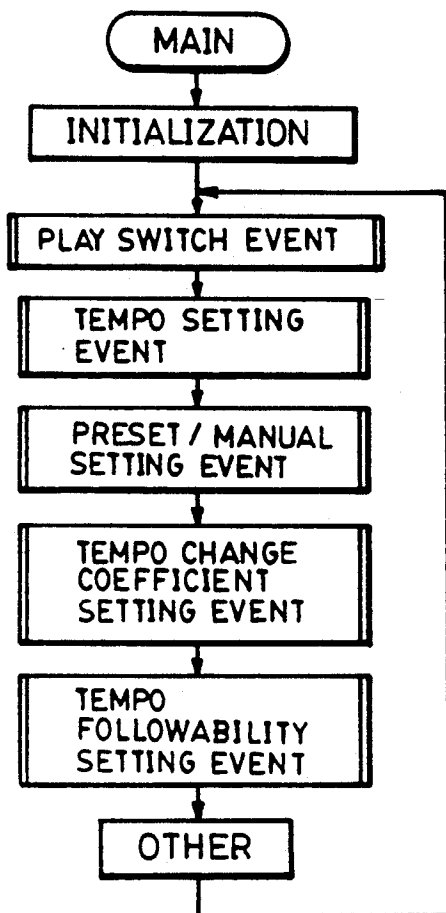 MAIN
INITIALIZATION
PLAY SWITCH EVENT
TEMPO SETTING
EVENT
PRESET / MANUAL
SETTING EVENT
TEMPO CHANGE
COEFFICIENT
SETTING EVENT
TEMPO
FOLLOWABILITY
SETTING EVENT
OTHER